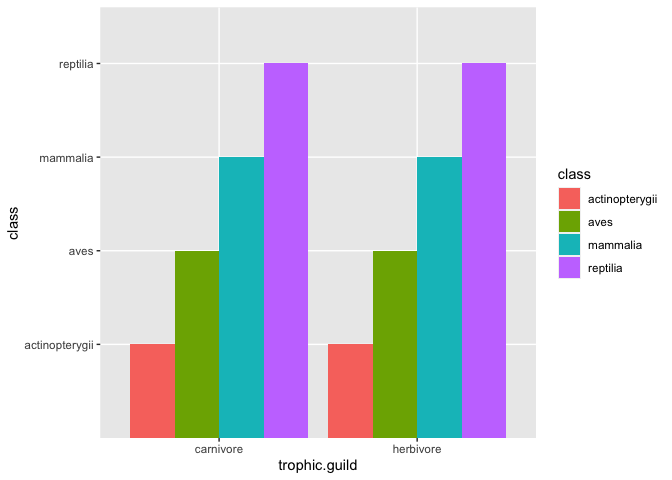 reptilia
mammalia
aves
actinopterygii
class
carnivore
herbivore
trophic.guild
class
actinopterygii
aves
mammalia
reptilia